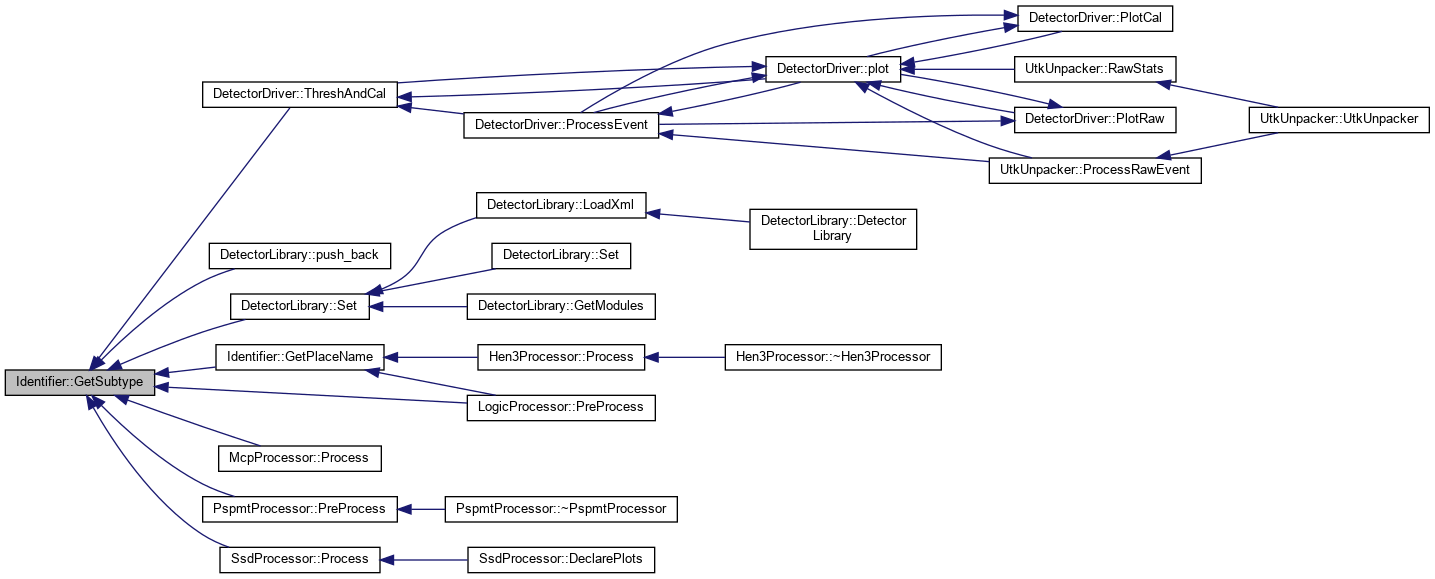 DetectorDriver::PlotCal
DetectorDriver::plot
UtkUnpacker::RawStats
DetectorDriver::ThreshAndCal
DetectorDriver::ProcessEvent
DetectorDriver::PlotRaw
UtkUnpacker::UtkUnpacker
UtkUnpacker::ProcessRawEvent
DetectorLibrary::LoadXml
DetectorLibrary::Detector
Library
DetectorLibrary::push_back
DetectorLibrary::Set
DetectorLibrary::Set
DetectorLibrary::GetModules
Identifier::GetPlaceName
Hen3Processor::Process
Hen3Processor::~Hen3Processor
Identifier::GetSubtype
LogicProcessor::PreProcess
McpProcessor::Process
PspmtProcessor::PreProcess
PspmtProcessor::~PspmtProcessor
SsdProcessor::Process
SsdProcessor::DeclarePlots